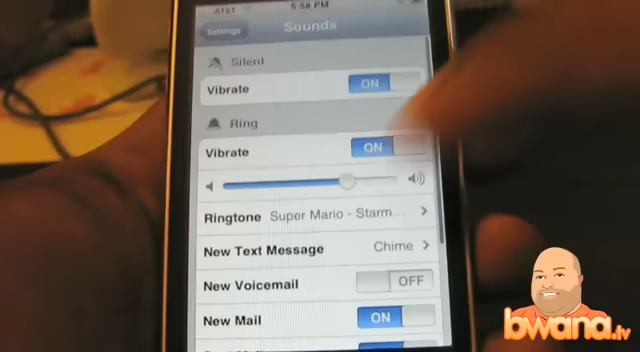 AT&T 5:56 PM
Settings Sounds
Silent
Vibrate ON
Ring
Vibrate ON
Ringtone Super Mario - Starm...
New Text Message Chime
New Voicemail OFF
New Mail ON
bwana.tv